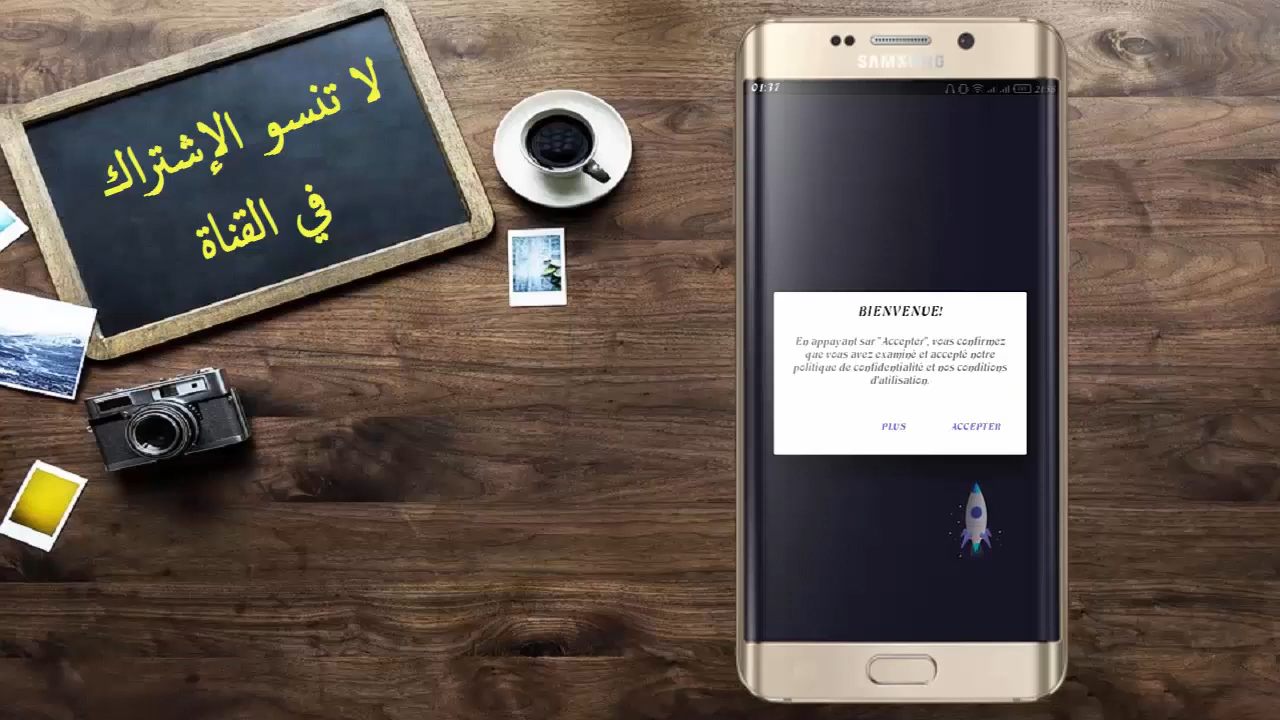 لا تنسو الإشتراك
في القناة
SAMSUNG
01:37
BIENVENUE!
En appuyant sur "Accepter", vous confirmez
que vous avez examiné et accepté notre
politique de confidentialité et nos conditions
d'utilisation.
PLUS
ACCEPTER